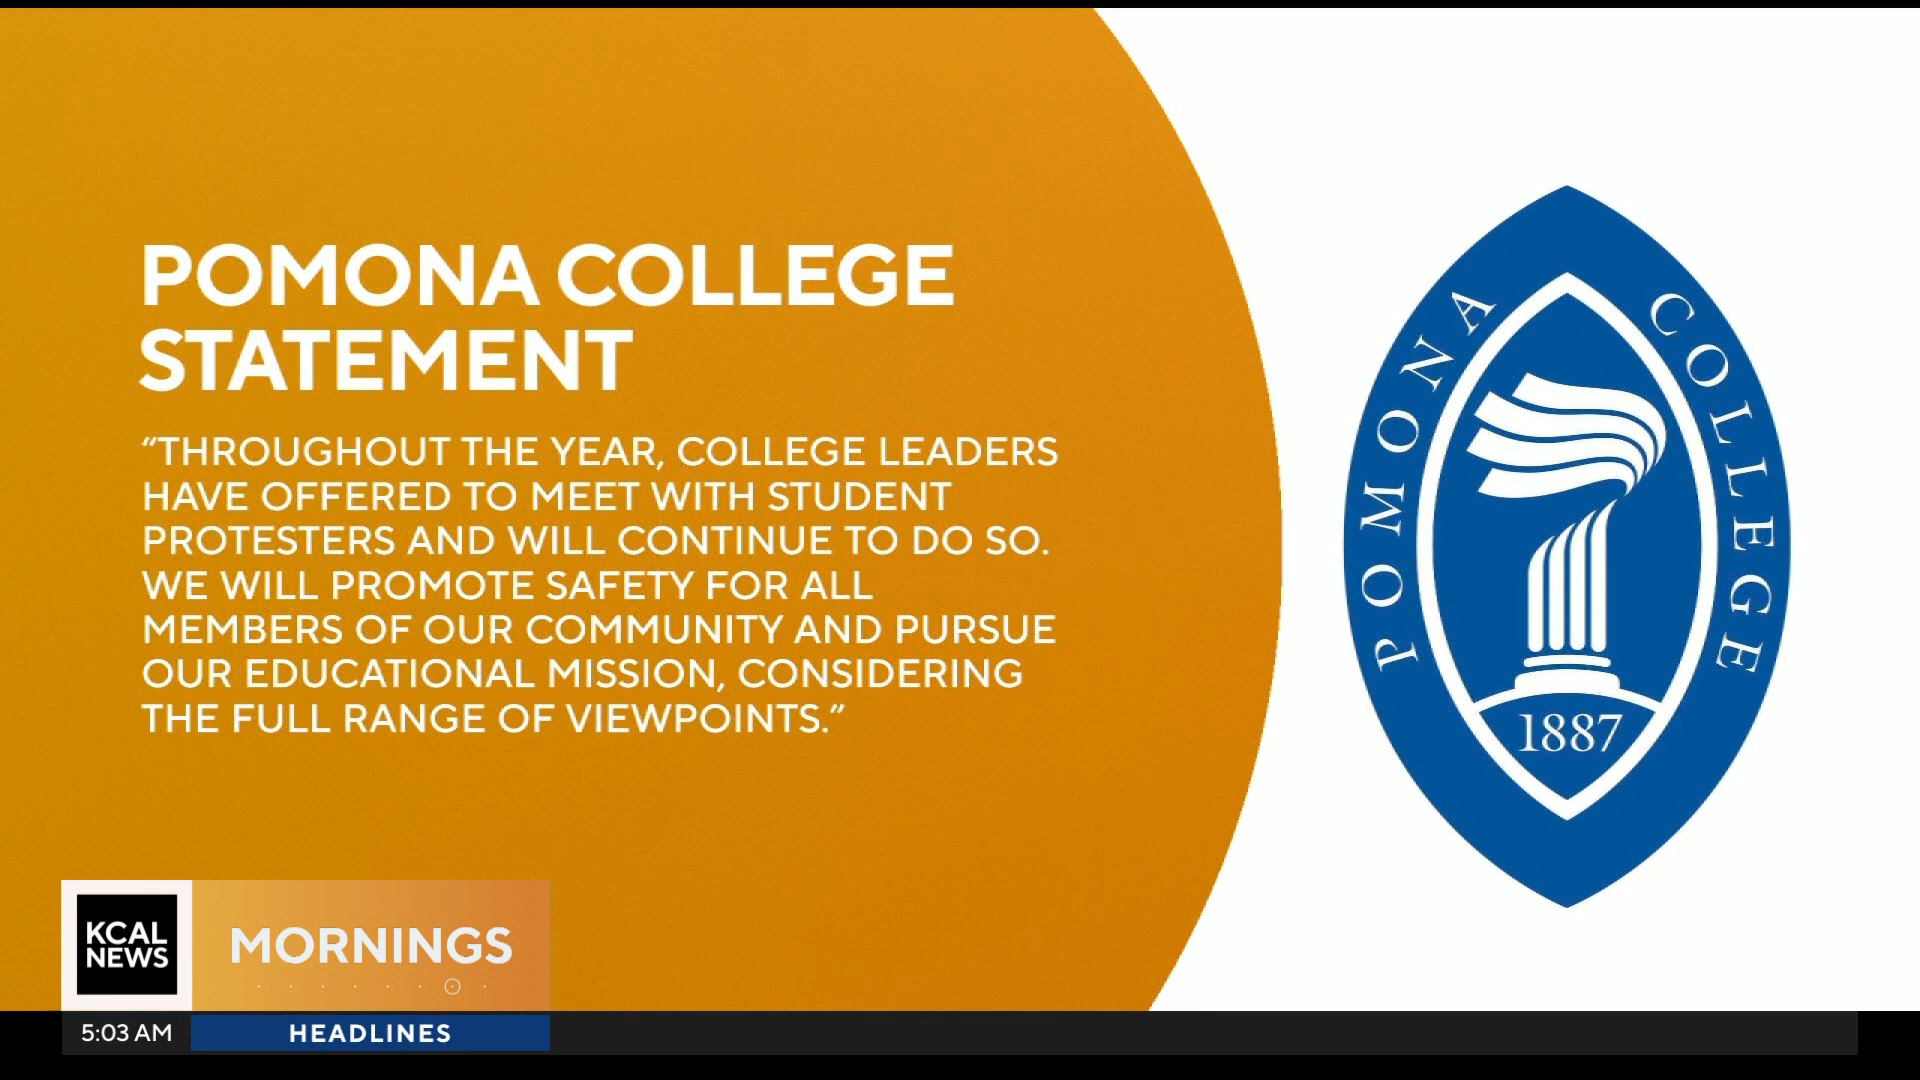 POMONA COLLEGE
STATEMENT
“THROUGHOUT THE YEAR, COLLEGE LEADERS
HAVE OFFERED TO MEET WITH STUDENT
PROTESTERS AND WILL CONTINUE TO DO SO.
WE WILL PROMOTE SAFETY FOR ALL
MEMBERS OF OUR COMMUNITY AND PURSUE
OUR EDUCATIONAL MISSION, CONSIDERING
THE FULL RANGE OF VIEWPOINTS.”
POMONA COLLEGE
1887
KCAL
NEWS
MORNINGS
5:03 AM
HEADLINES